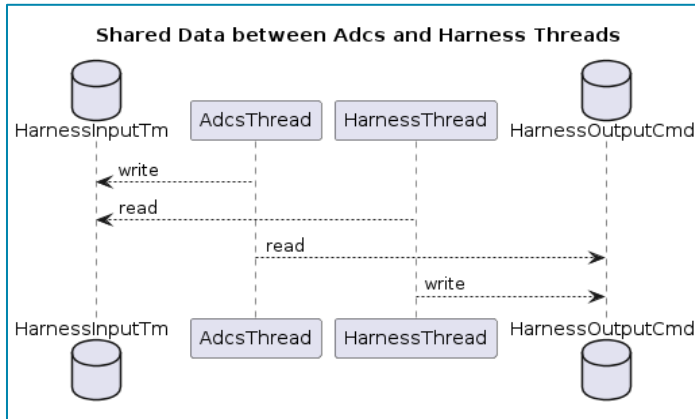 Shared Data between Adcs and Harness Threads
HarnessInputTm
AdcsThread
HarnessThread
HarnessOutputCmd
write
read
read
write
HarnessInputTm
AdcsThread
HarnessThread
HarnessOutputCmd